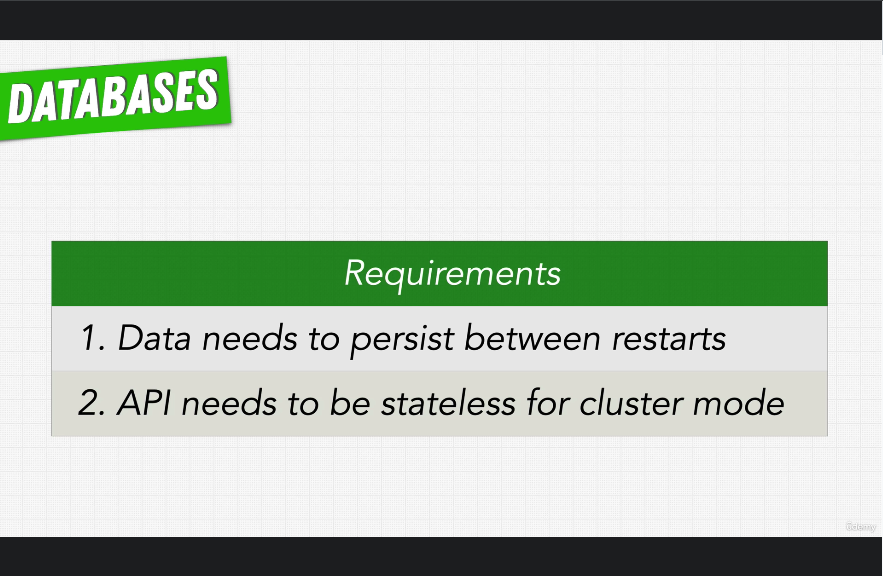 DATABASES
Requirements
1. Data needs to persist between restarts
2. API needs to be stateless for cluster mode
Udemy